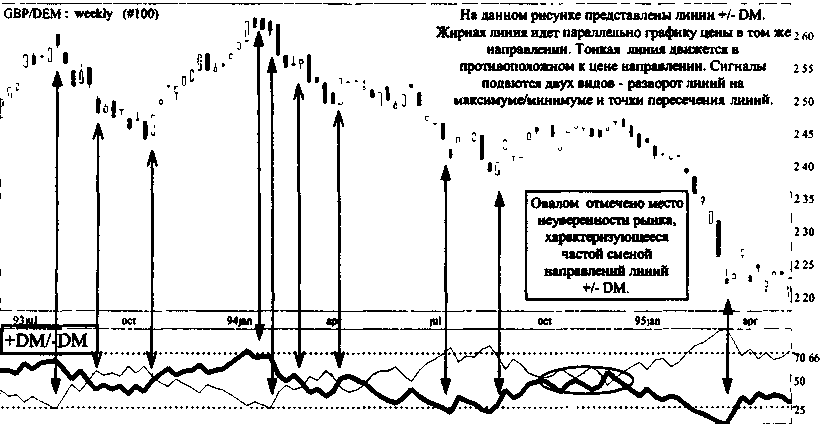 GBP/DEM : weekly (#100)
На данном рисунке представлены линии +/- DM.
Жирная линия идет параллельно графику цены в том же
направлении. Тонкая линия движется в
противоположном к цене направлении. Сигналы
подаются двух видов - разворот линий на
максимуме/минимуме и точки пересечения линий.
2 60
2 55
2 50
2 45
2 40
2 35
2 30
2 25
2 20
Овалом отмечено место
неуверенности рынка,
характеризующееся
частой сменой
направлений линий
+/- DM.
93jul oct 94jan apr jul oct 95jan apr
+DM/-DM
70 66
50
25